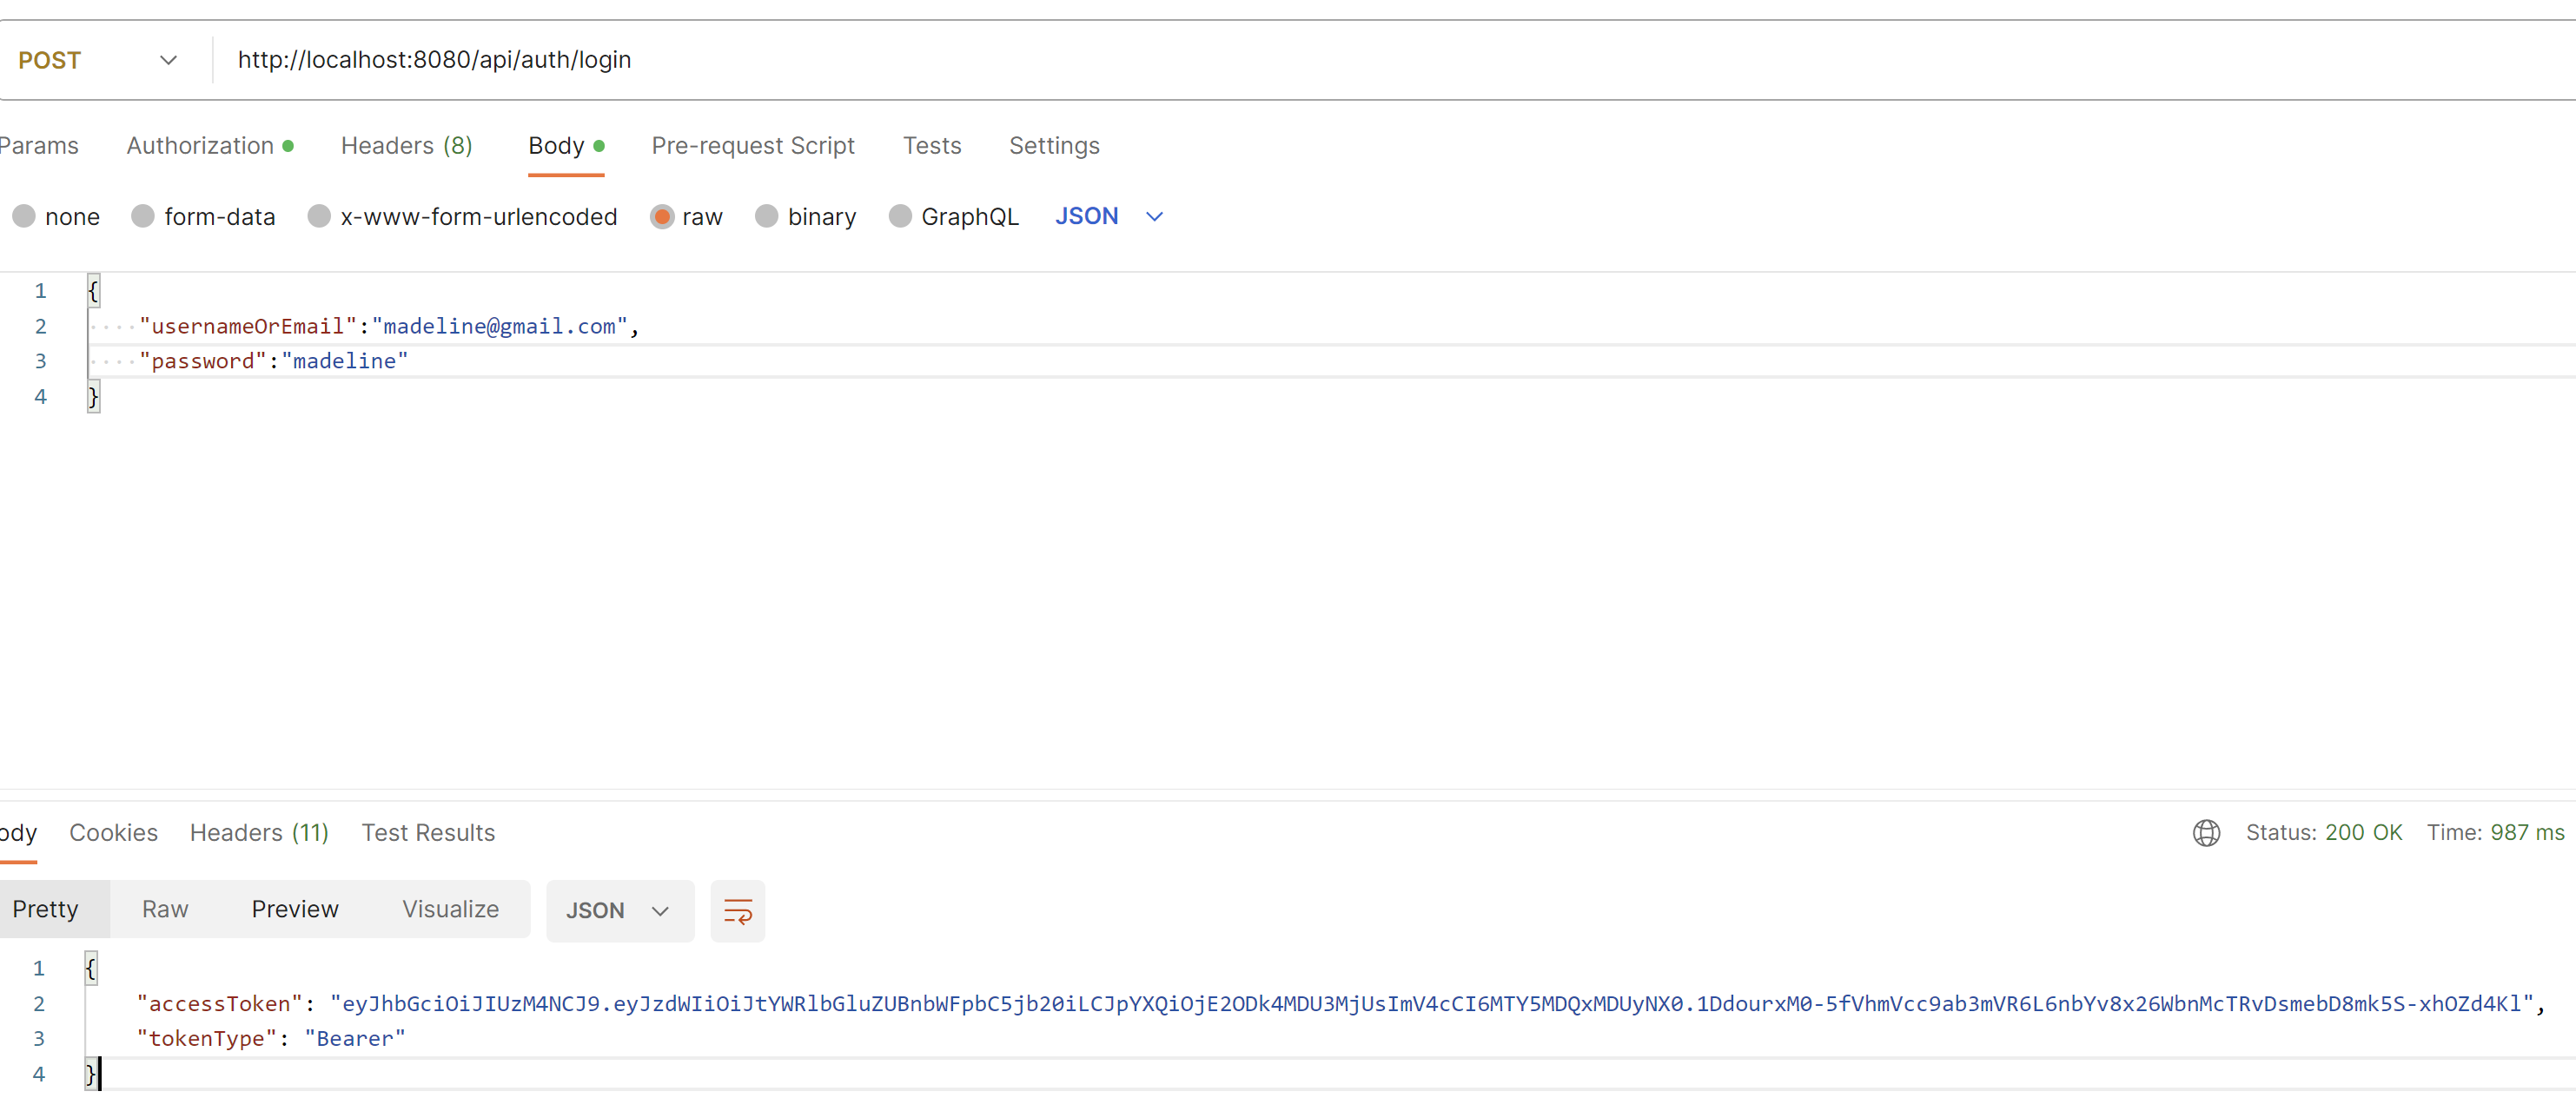 POST http://localhost:8080/api/auth/login
Params Authorization Headers (8) Body Pre-request Script Tests Settings
none form-data x-www-form-urlencoded raw binary GraphQL JSON
1 {
2 "usernameOrEmail":"madeline@gmail.com",
3 "password":"madeline"
4 }
ody Cookies Headers (11) Test Results Status: 200 OK Time: 987 ms
Pretty Raw Preview Visualize JSON
1 {
2 "accessToken": "eyJhbGciOiJIUzM4NCJ9.eyJzdWIiOiJtYWRlbGluZUBnbWFpbC5jb20iLCJpYXQiOjE2ODk4MDU3MjUsImV4cCI6MTY5MDQxMDUyNX0.1DdourxM0-5fVhmVcc9ab3mVR6L6nbYv8x26WbnMcTRvDsmebD8mk5S-xhOZd4Kl",
3 "tokenType": "Bearer"
4 }